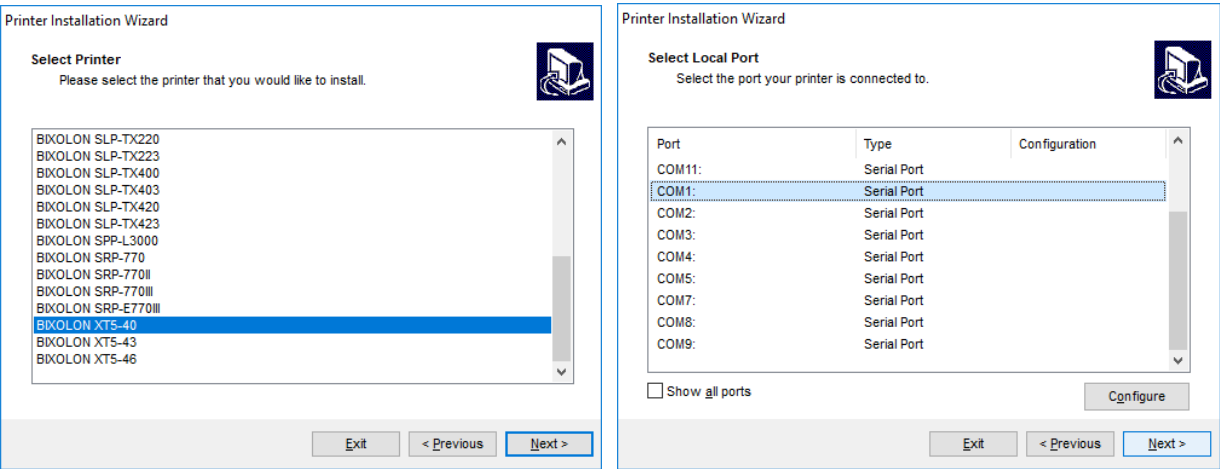 Printer Installation Wizard
Select Printer
Please select the printer that you would like to install.
BIXOLON SLP-TX220
BIXOLON SLP-TX223
BIXOLON SLP-TX400
BIXOLON SLP-TX403
BIXOLON SLP-TX420
BIXOLON SLP-TX423
BIXOLON SPP-L3000
BIXOLON SRP-770
BIXOLON SRP-770II
BIXOLON SRP-770III
BIXOLON SRP-E770III
BIXOLON XT5-40
BIXOLON XT5-43
BIXOLON XT5-46
Exit < Previous Next >
Printer Installation Wizard
Select Local Port
Select the port your printer is connected to.
Port Type Configuration
COM11: Serial Port
COM1: Serial Port
COM2: Serial Port
COM3: Serial Port
COM4: Serial Port
COM5: Serial Port
COM7: Serial Port
COM8: Serial Port
COM9: Serial Port
Show all ports
Configure
Exit < Previous Next >